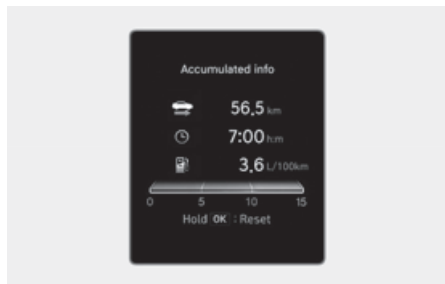 Accumulated info
56.5 km
7:00 h:m
3.6 L/100km
0 5 10 15
Hold OK : Reset